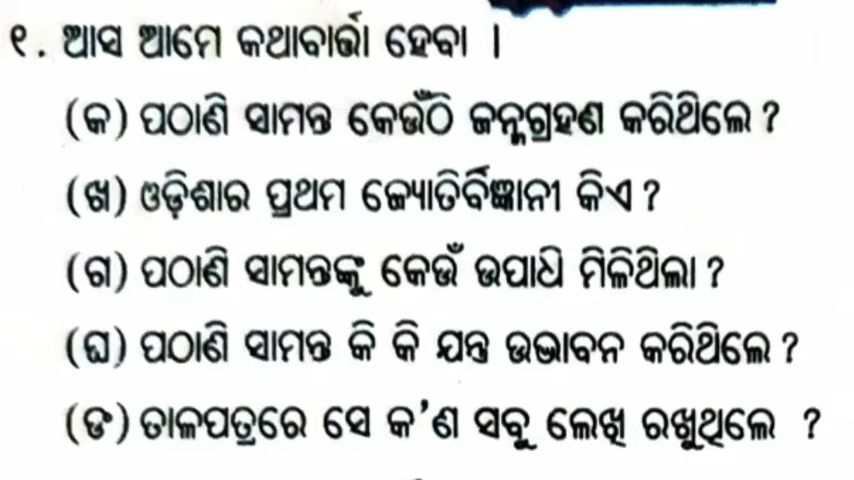 ୧. ଆସ ଆମେ କଥାବାର୍ତ୍ତା ହେବା ।
(କ) ପଠାଣି ସାମନ୍ତ କେଉଁଠି ଜନ୍ମଗ୍ରହଣ କରିଥିଲେ ?
(ଖ) ଓଡ଼ିଶାର ପ୍ରଥମ ଜ୍ୟୋତିର୍ବିଜ୍ଞାନୀ କିଏ ?
(ଗ) ପଠାଣି ସାମନ୍ତଙ୍କୁ କେଉଁ ଉପାଧି ମିଳିଥିଲା ?
(ଘ) ପଠାଣି ସାମନ୍ତ କି କି ଯନ୍ତ୍ର ଉଦ୍ଭାବନ କରିଥିଲେ ?
(ଙ) ତାଳପତ୍ରରେ ସେ କ'ଣ ସବୁ ଲେଖି ରଖୁଥିଲେ ?